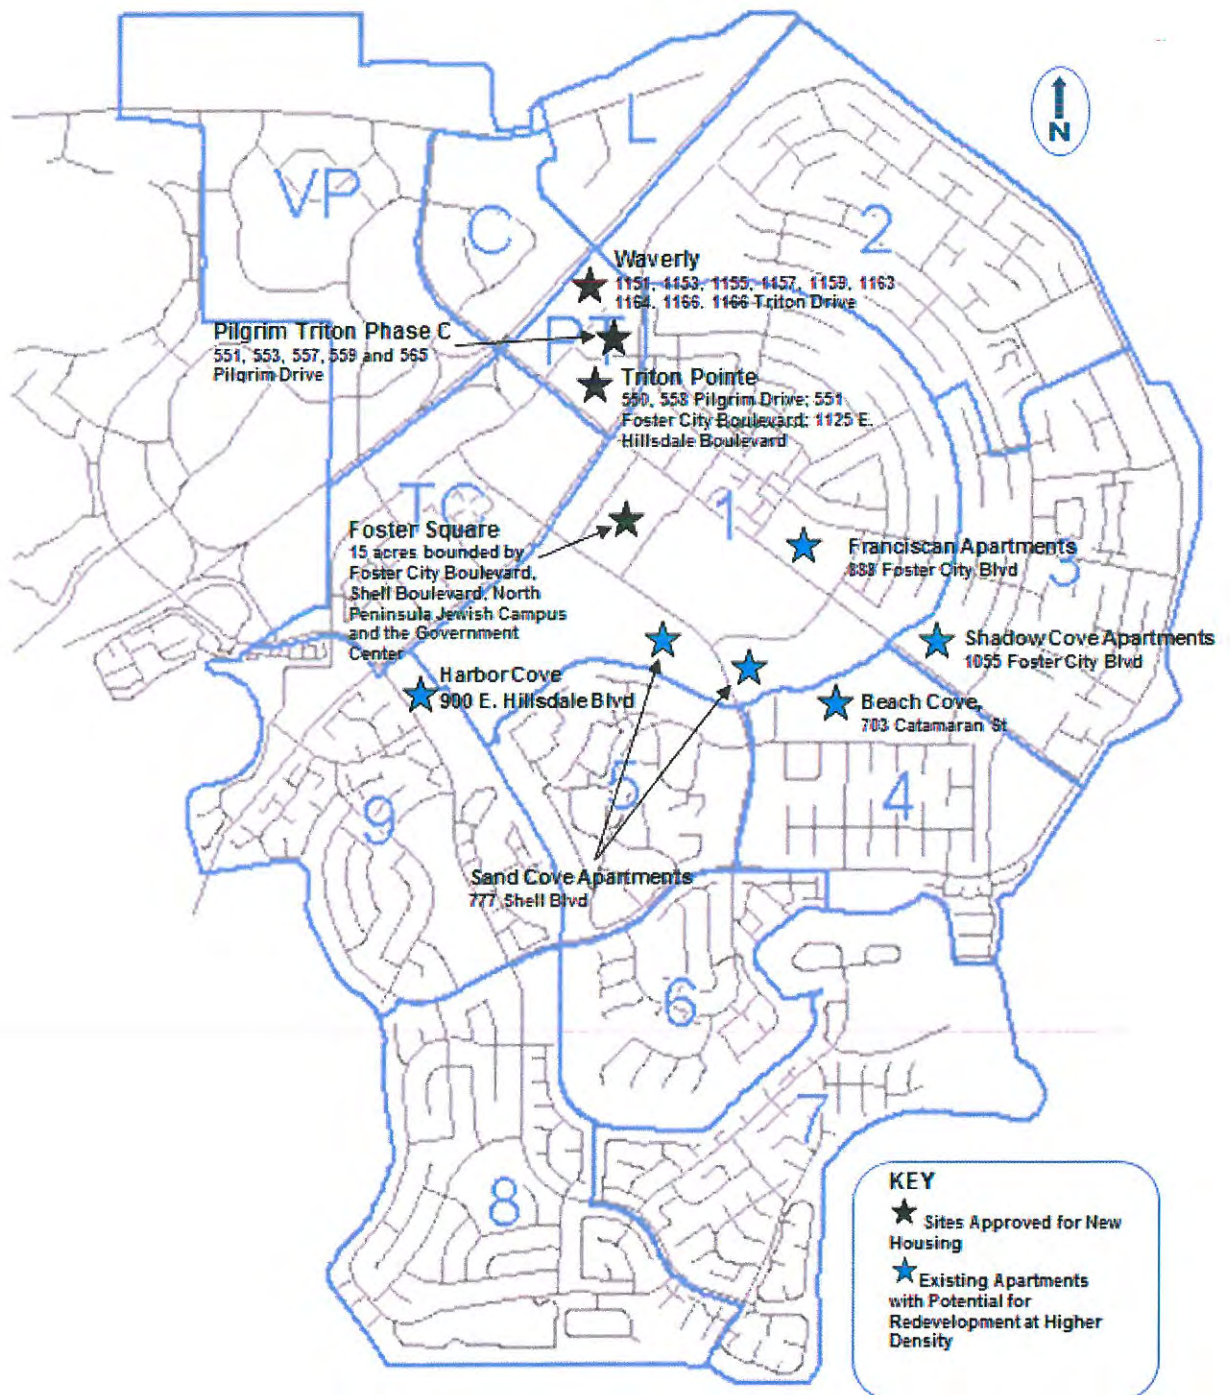 N
L
VP
C
2
Waverly
1151, 1153, 1155, 1157, 1159, 1163
1164, 1166, 1166 Triton Drive
PT
Pilgrim Triton Phase C
551, 553, 557, 559 and 565
Pilgrim Drive
Triton Pointe
550, 558 Pilgrim Drive; 551
Foster City Boulevard; 1125 E.
Hillsdale Boulevard
TC
1
Foster Square
15 acres bounded by
Foster City Boulevard,
Shell Boulevard, North
Peninsula Jewish Campus
and the Government
Center
Franciscan Apartments
888 Foster City Blvd
3
Shadow Cove Apartments
1055 Foster City Blvd
Harbor Cove
900 E. Hillsdale Blvd
Beach Cove,
703 Catamaran St
5
4
9
Sand Cove Apartments
777 Shell Blvd
6
7
8
KEY
Sites Approved for New
Housing
Existing Apartments
with Potential for
Redevelopment at Higher
Density